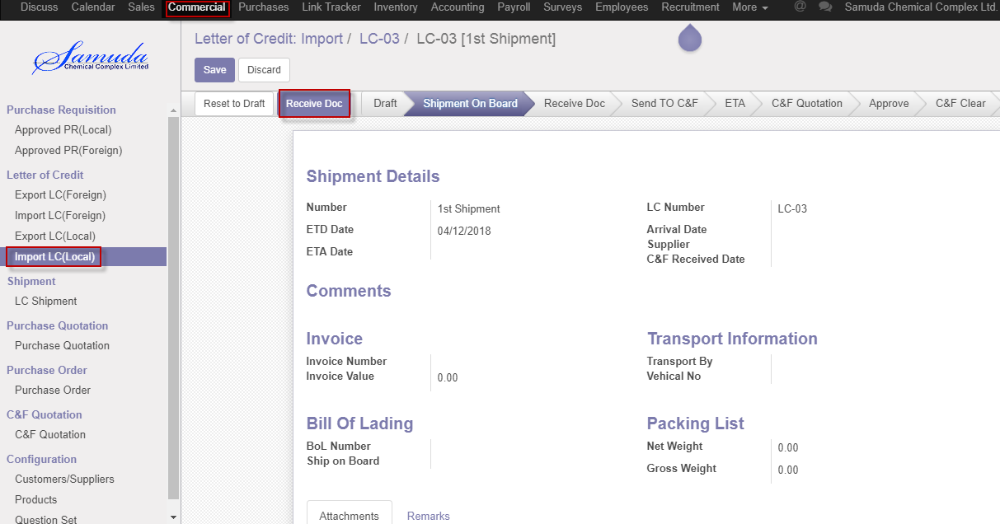 Discuss Calendar Sales Commercial Purchases Link Tracker Inventory Accounting Payroll Surveys Employees Recruitment More @ Samuda Chemical Complex Ltd.
Samuda
Chemical Complex Limited
Letter of Credit: Import / LC-03 / LC-03 [1st Shipment]
Save Discard
Reset to Draft Receive Doc Draft Shipment On Board Receive Doc Send TO C&F ETA C&F Quotation Approve C&F Clear
Purchase Requisition
Approved PR(Local)
Approved PR(Foreign)
Letter of Credit
Export LC(Foreign)
Import LC(Foreign)
Export LC(Local)
Import LC(Local)
Shipment
LC Shipment
Purchase Quotation
Purchase Quotation
Purchase Order
Purchase Order
C&F Quotation
C&F Quotation
Configuration
Customers/Suppliers
Products
Question Set
Shipment Details
Number 1st Shipment
ETD Date 04/12/2018
ETA Date
LC Number LC-03
Arrival Date
Supplier
C&F Received Date
Comments
Invoice
Invoice Number
Invoice Value 0.00
Transport Information
Transport By
Vehical No
Bill Of Lading
BoL Number
Ship on Board
Packing List
Net Weight 0.00
Gross Weight 0.00
Attachments Remarks